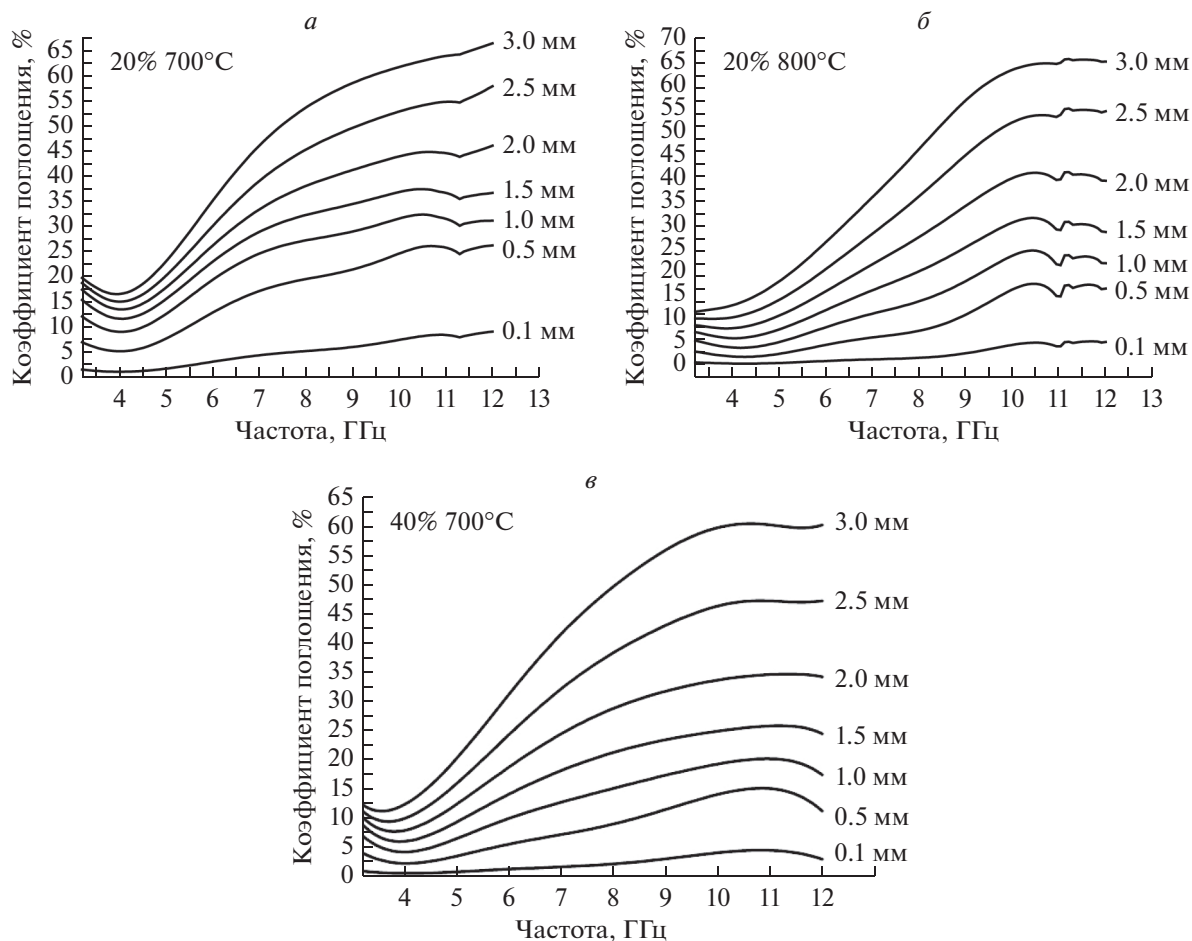 а
Коэффициент поглощения, %
20% 700°C
65
60
55
50
45
40
35
30
25
20
15
10
5
0
3.0 мм
2.5 мм
2.0 мм
1.5 мм
1.0 мм
0.5 мм
0.1 мм
4 5 6 7 8 9 10 11 12 13
Частота, ГГц
б
Коэффициент поглощения, %
20% 800°C
70
65
60
55
50
45
40
35
30
25
20
15
10
5
0
3.0 мм
2.5 мм
2.0 мм
1.5 мм
1.0 мм
0.5 мм
0.1 мм
4 5 6 7 8 9 10 11 12 13
Частота, ГГц
в
Коэффициент поглощения, %
40% 700°C
65
60
55
50
45
40
35
30
25
20
15
10
5
0
3.0 мм
2.5 мм
2.0 мм
1.5 мм
1.0 мм
0.5 мм
0.1 мм
4 5 6 7 8 9 10 11 12
Частота, ГГц